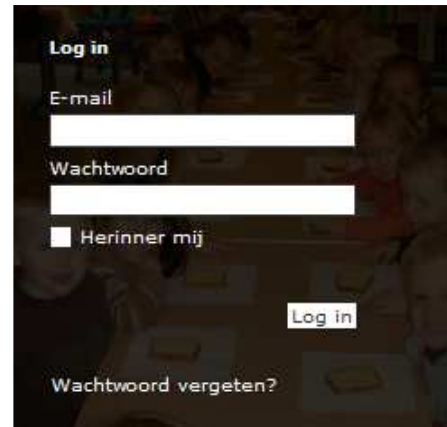 Log in
E-mail
Wachtwoord
Herinner mij
Log in
Wachtwoord vergeten?